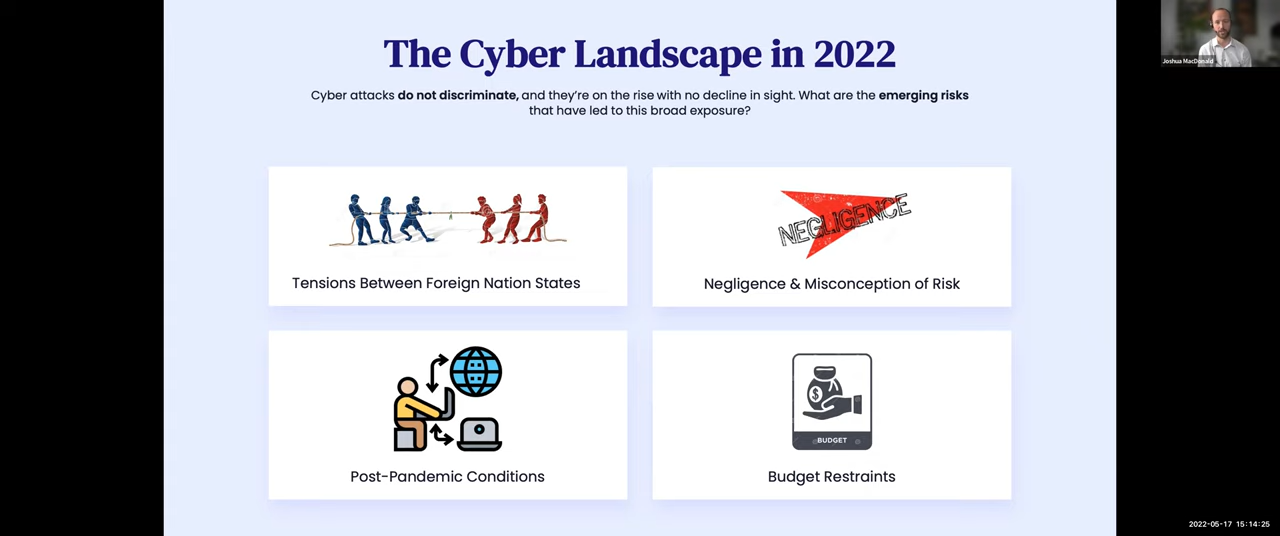 The Cyber Landscape in 2022
Cyber attacks do not discriminate, and they're on the rise with no decline in sight. What are the emerging risks
that have led to this broad exposure?
Joshua MacDonald
NEGLIGENCE
Tensions Between Foreign Nation States
Negligence & Misconception of Risk
$
BUDGET
Post-Pandemic Conditions
Budget Restraints
2022-05-17 15:14:25